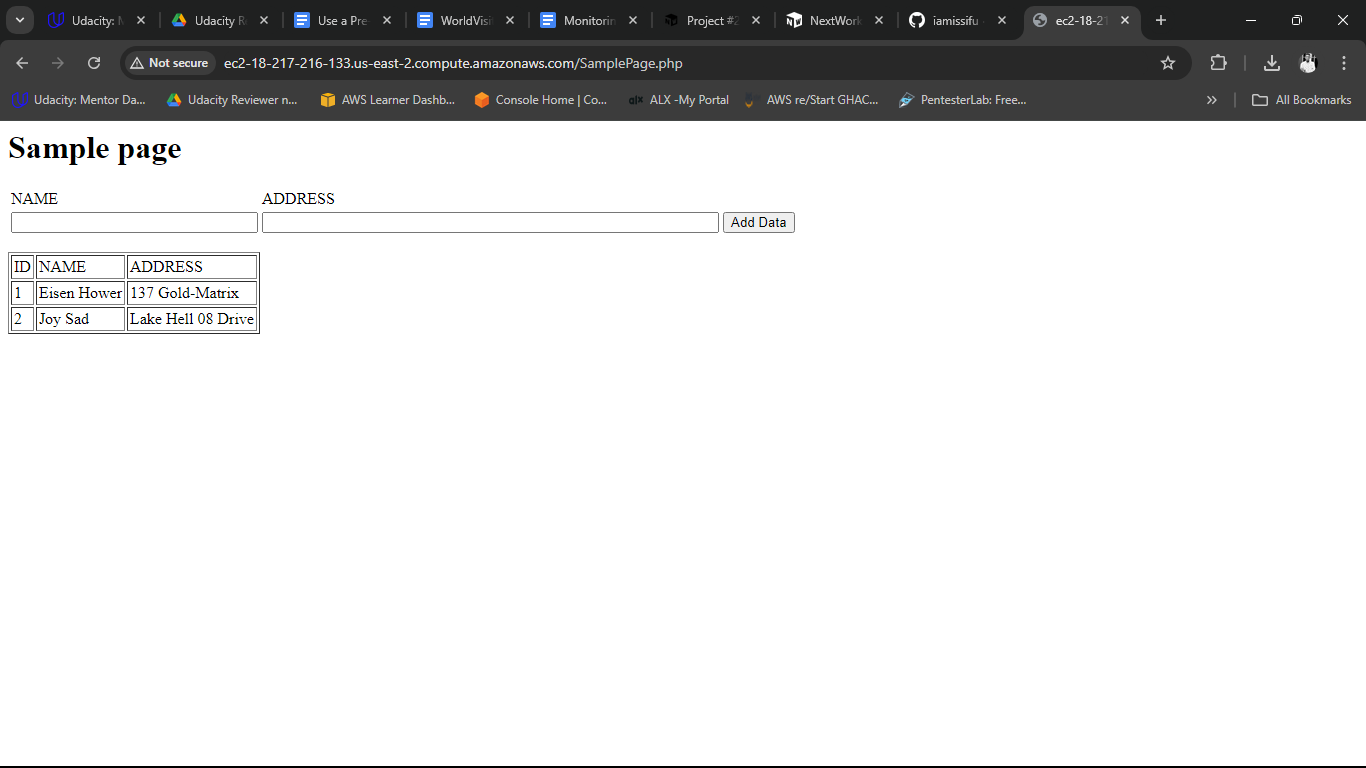 Udacity: M
Udacity Re
Use a Pre-
WorldVisi
Monitorin
Project #2
NextWork
iamissifu
ec2-18-21
Not secure
ec2-18-217-216-133.us-east-2.compute.amazonaws.com/SamplePage.php
Udacity: Mentor Da...
Udacity Reviewer n...
AWS Learner Dashb...
Console Home | Co...
alx ALX -My Portal
AWS re/Start GHAC...
PentesterLab: Free...
» All Bookmarks
Sample page
NAME ADDRESS
Add Data
ID NAME ADDRESS
1 Eisen Hower 137 Gold-Matrix
2 Joy Sad Lake Hell 08 Drive